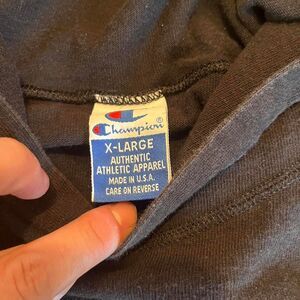 Champion®
X-LARGE
AUTHENTIC
ATHLETIC APPAREL
MADE IN U.S.A.
CARE ON REVERSE